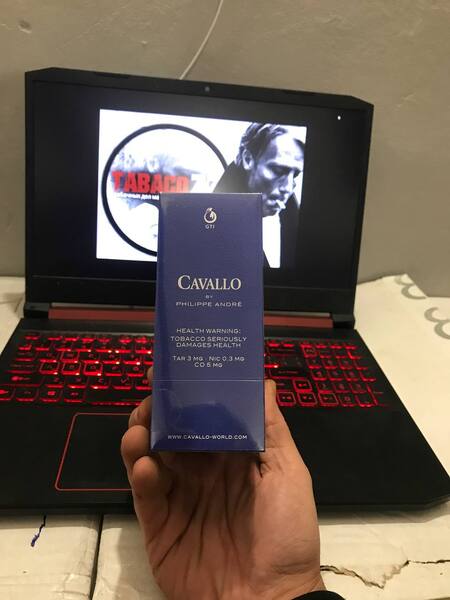 TABACO
GTI
CAVALLO
BY
PHILIPPE ANDRÉ
HEALTH WARNING:
TOBACCO SERIOUSLY
DAMAGES HEALTH
TAR 3 MG - NIC 0,3 MG
CO 5 MG
WWW.CAVALLO-WORLD.COM